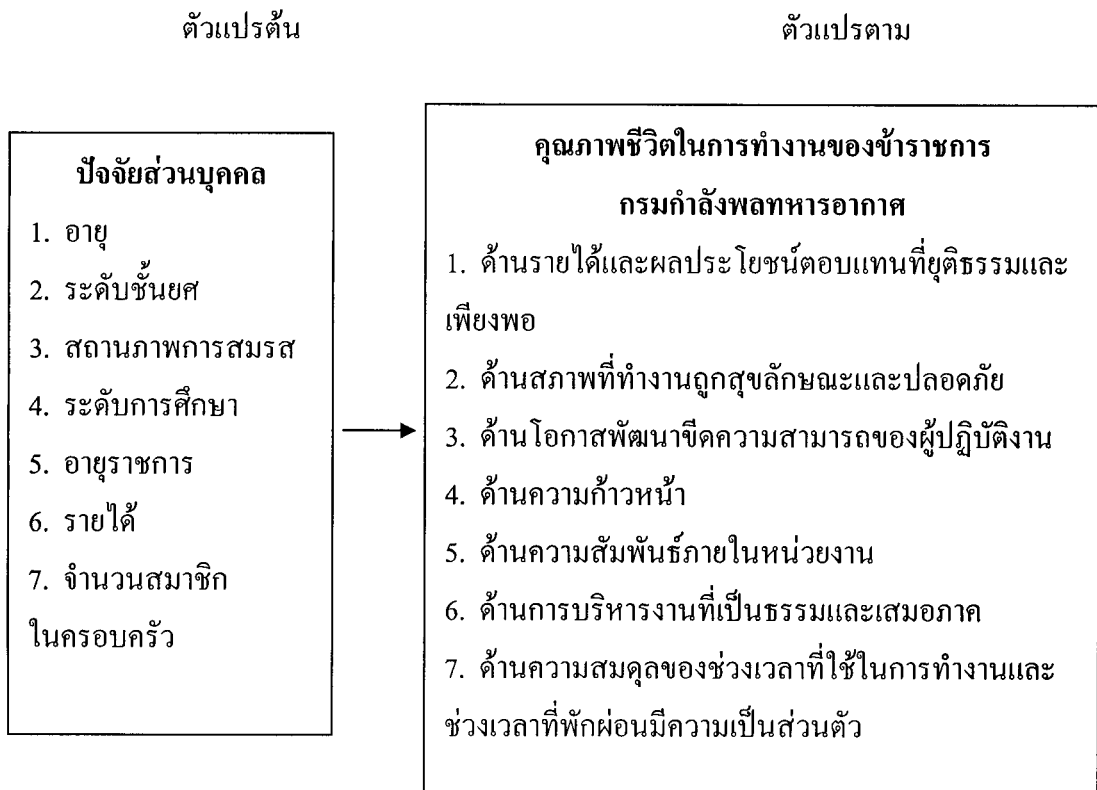 ตัวแปรต้น
ตัวแปรตาม
ปัจจัยส่วนบุคคล
1. อายุ
2. ระดับชั้นยศ
3. สถานภาพการสมรส
4. ระดับการศึกษา
5. อายุราชการ
6. รายได้
7. จำนวนสมาชิก
ในครอบครัว
คุณภาพชีวิตในการทำงานของข้าราชการ
กรมกำลังพลทหารอากาศ
1. ด้านรายได้และผลประโยชน์ตอบแทนที่ยุติธรรมและ
เพียงพอ
2. ด้านสภาพที่ทำงานถูกสุขลักษณะและปลอดภัย
3. ด้านโอกาสพัฒนาขีดความสามารถของผู้ปฏิบัติงาน
4. ด้านความก้าวหน้า
5. ด้านความสัมพันธ์ภายในหน่วยงาน
6. ด้านการบริหารงานที่เป็นธรรมและเสมอภาค
7. ด้านความสมดุลของช่วงเวลาที่ใช้ในการทำงานและ
ช่วงเวลาที่พักผ่อนมีความเป็นส่วนตัว